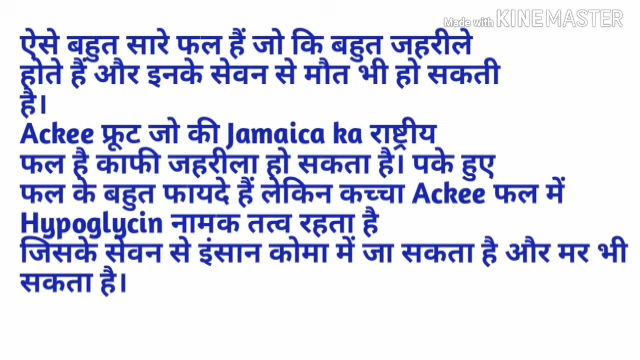 Made with KINEMASTER
ऐसे बहुत सारे फल हैं जो कि बहुत जहरीले
होते हैं और इनके सेवन से मौत भी हो सकती
है।
Ackee फ्रूट जो की Jamaica ka राष्ट्रीय
फल है काफी जहरीला हो सकता है। पके हुए
फल के बहुत फायदे हैं लेकिन कच्चा Ackee फल में
Hypoglycin नामक तत्व रहता है
जिसके सेवन से इंसान कोमा में जा सकता है और मर भी
सकता है।